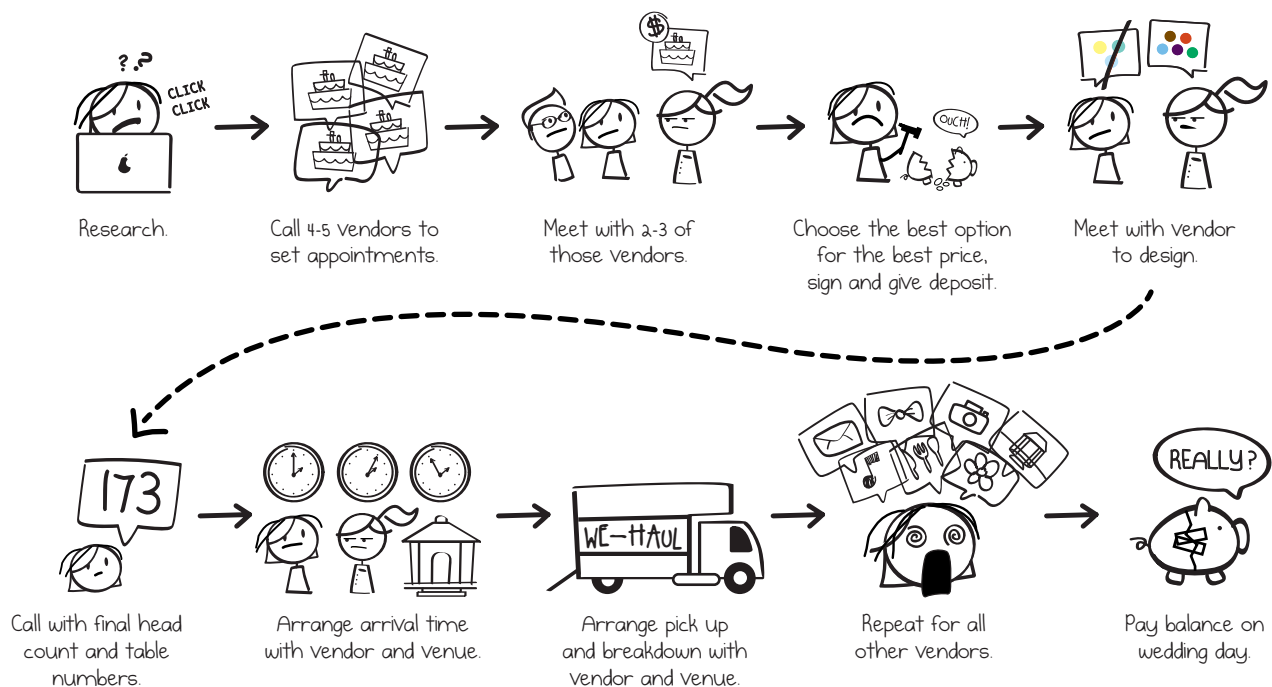 ??
CLICK
CLICK
$
OUCH!
Research.
Call 4-5 vendors to
set appointments.
Meet with 2-3 of
those vendors.
Choose the best option
for the best price,
sign and give deposit.
Meet with vendor
to design.
173
WE-HAUL
REALLY?
Call with final head
count and table
numbers.
Arrange arrival time
with vendor and venue.
Arrange pick up
and breakdown with
vendor and venue.
Repeat for all
other vendors.
Pay balance on
wedding day.